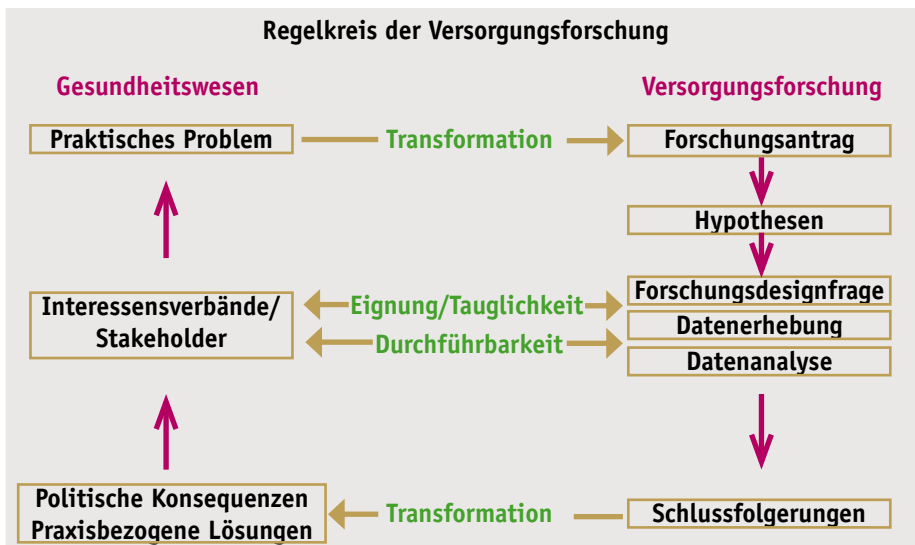 Regelkreis der Versorgungsforschung
Gesundheitswesen
Versorgungsforschung
Praktisches Problem
Transformation
Forschungsantrag
Hypothesen
Interessensverbände/
Stakeholder
Eignung/Tauglichkeit
Durchführbarkeit
Forschungsdesignfrage
Datenerhebung
Datenanalyse
Politische Konsequenzen
Praxisbezogene Lösungen
Transformation
Schlussfolgerungen